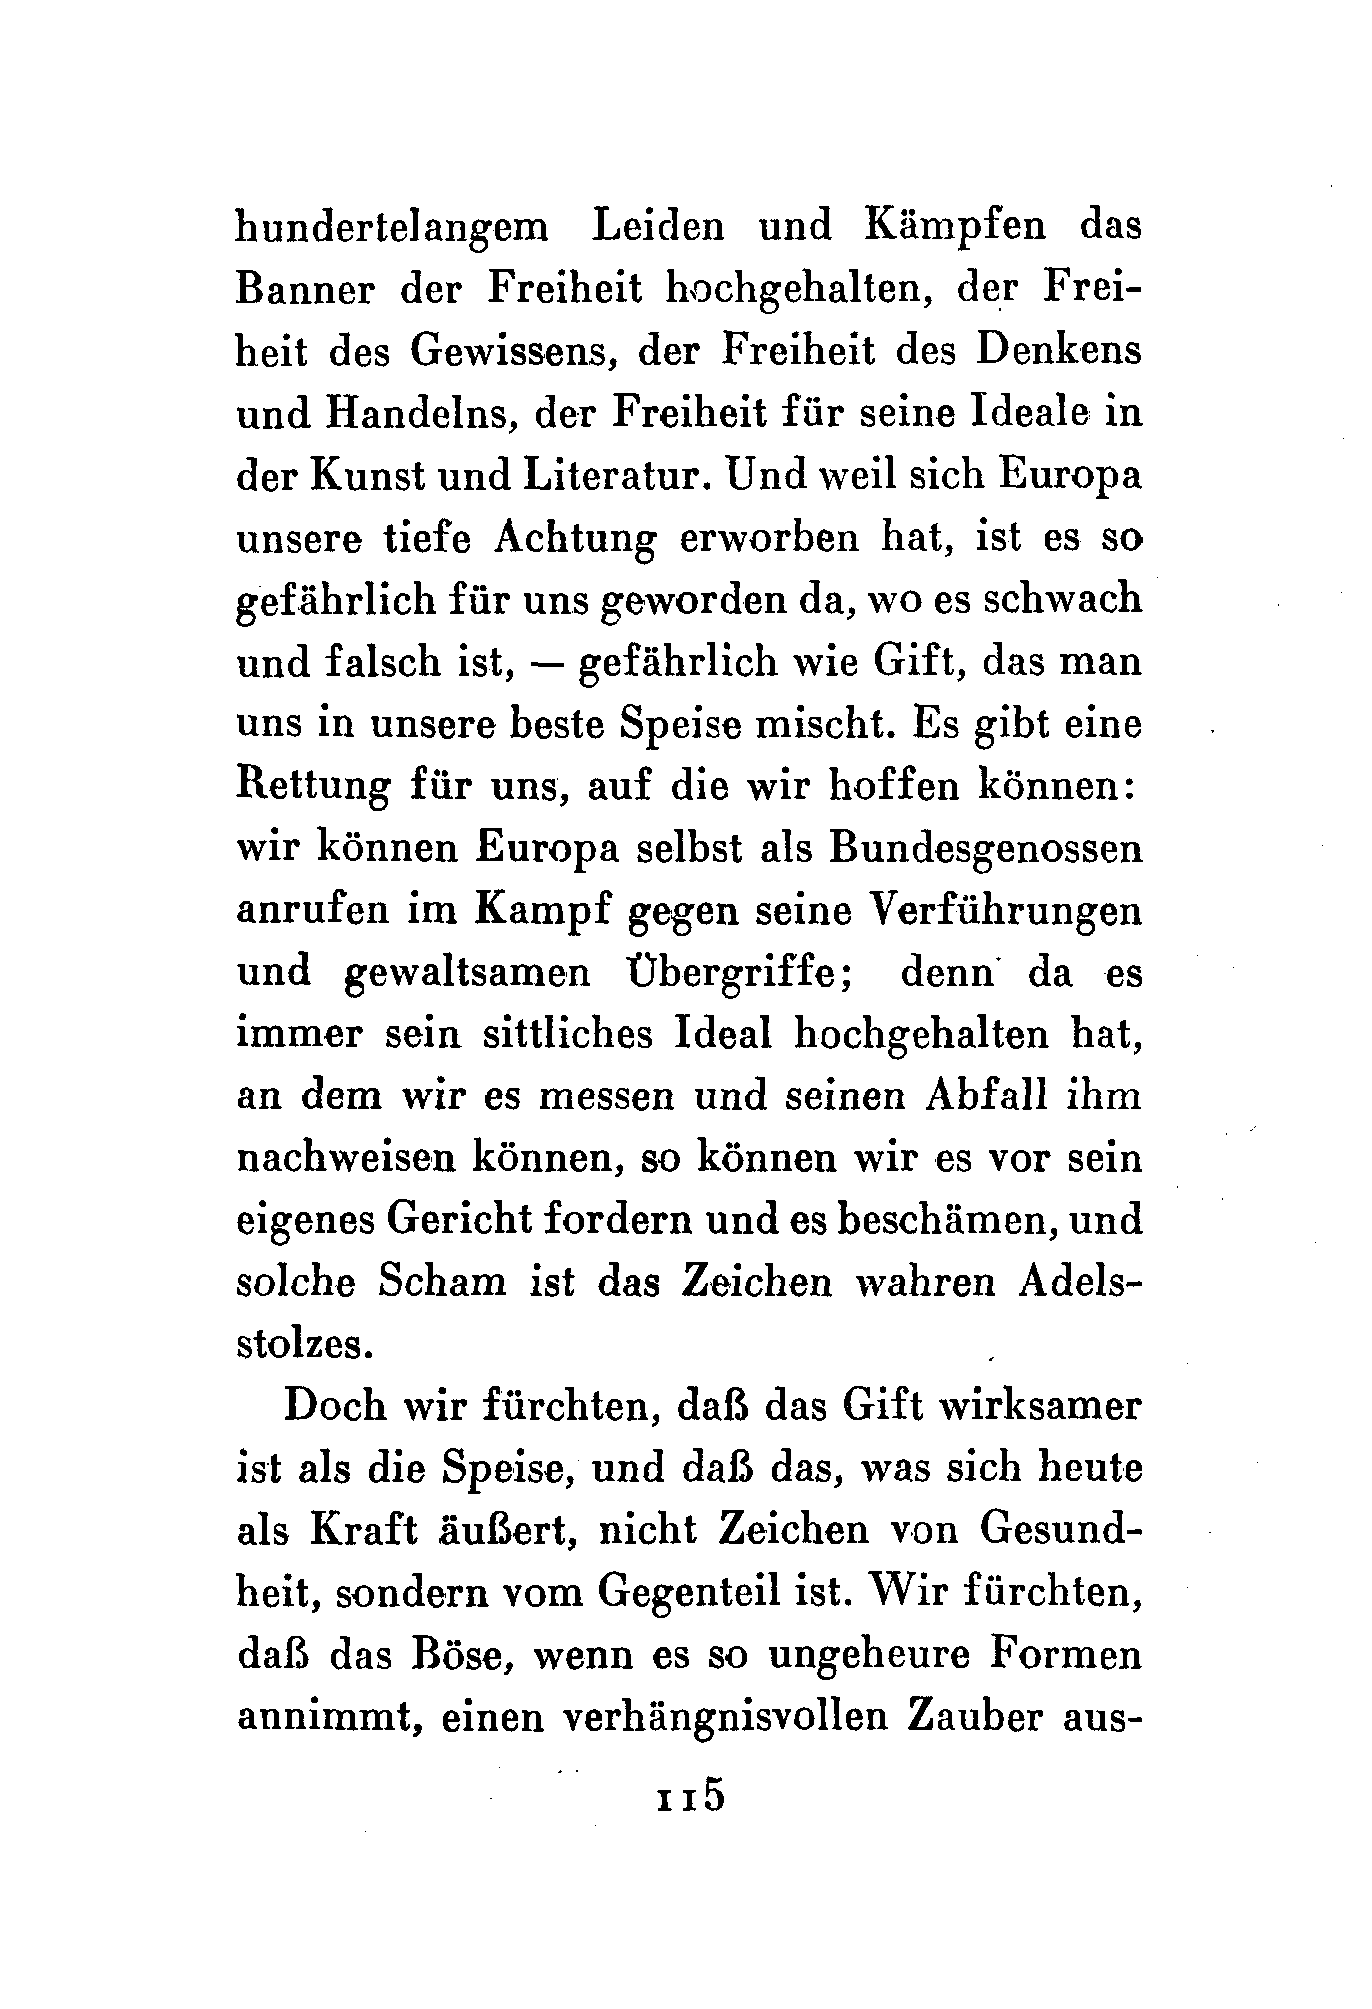 hundertelangem Leiden und Kämpfen das
Banner der Freiheit hochgehalten, der Frei-
heit des Gewissens, der Freiheit des Denkens
und Handelns, der Freiheit für seine Ideale in
der Kunst und Literatur. Und weil sich Europa
unsere tiefe Achtung erworben hat, ist es so
gefährlich für uns geworden da, wo es schwach
und falsch ist, — gefährlich wie Gift, das man
uns in unsere beste Speise mischt. Es gibt eine
Rettung für uns, auf die wir hoffen können:
wir können Europa selbst als Bundesgenossen
anrufen im Kampf gegen seine Verführungen
und gewaltsamen Übergriffe; denn da es
immer sein sittliches Ideal hochgehalten hat,
an dem wir es messen und seinen Abfall ihm
nachweisen können, so können wir es vor sein
eigenes Gericht fordern und es beschämen, und
solche Scham ist das Zeichen wahren Adels-
stolzes.
Doch wir fürchten, daß das Gift wirksamer
ist als die Speise, und daß das, was sich heute
als Kraft äußert, nicht Zeichen von Gesund-
heit, sondern vom Gegenteil ist. Wir fürchten,
daß das Böse, wenn es so ungeheure Formen
annimmt, einen verhängnisvollen Zauber aus-
115